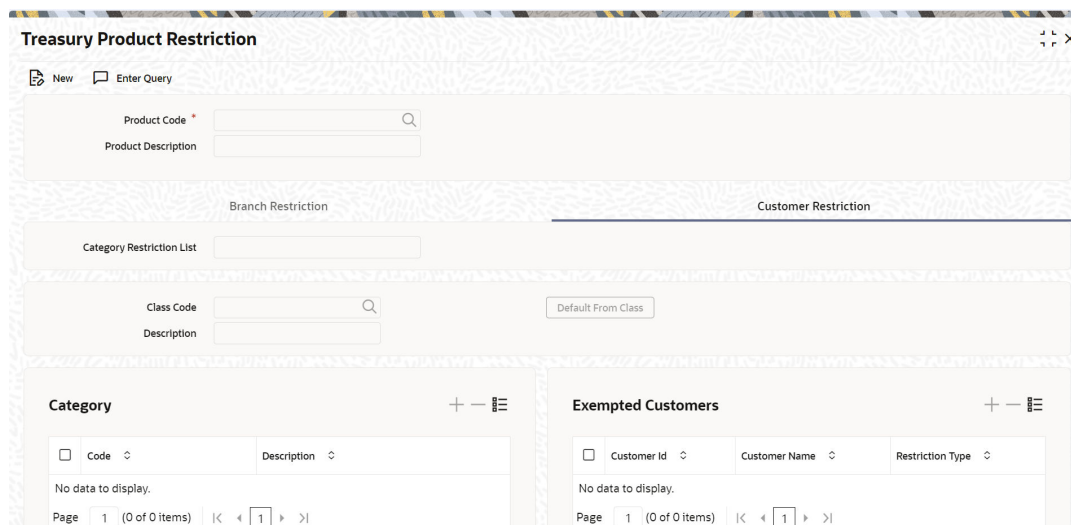 Treasury Product Restriction
New Enter Query
Product Code *
Product Description
Branch Restriction Customer Restriction
Category Restriction List
Class Code Default From Class
Description
Category Exempted Customers
Code Description Customer Id Customer Name Restriction Type
No data to display. No data to display.
Page 1 (0 of 0 items) 1 Page 1 (0 of 0 items) 1